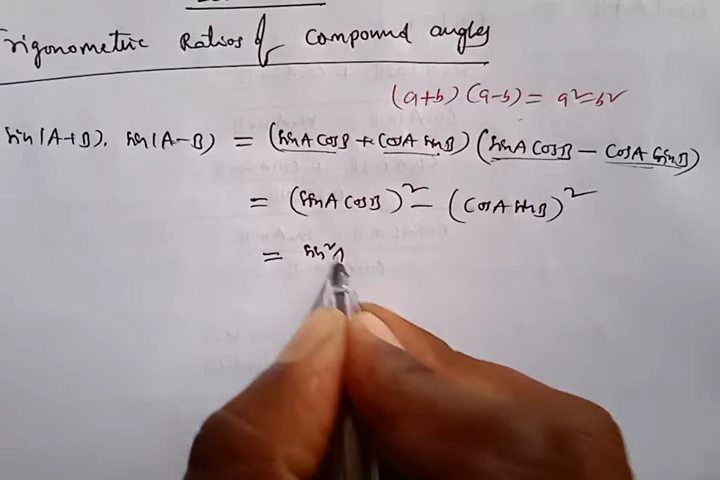 Trigonometric Ratios of Compound angles
(a+b) (a-b) = a²-b²
Sin(A+B). Sin(A-B) = (SinA CosB + CosA SinB) (SinA CosB - CosA SinB)
= (SinA CosB)² - (CosA SinB)²
= Sin²A